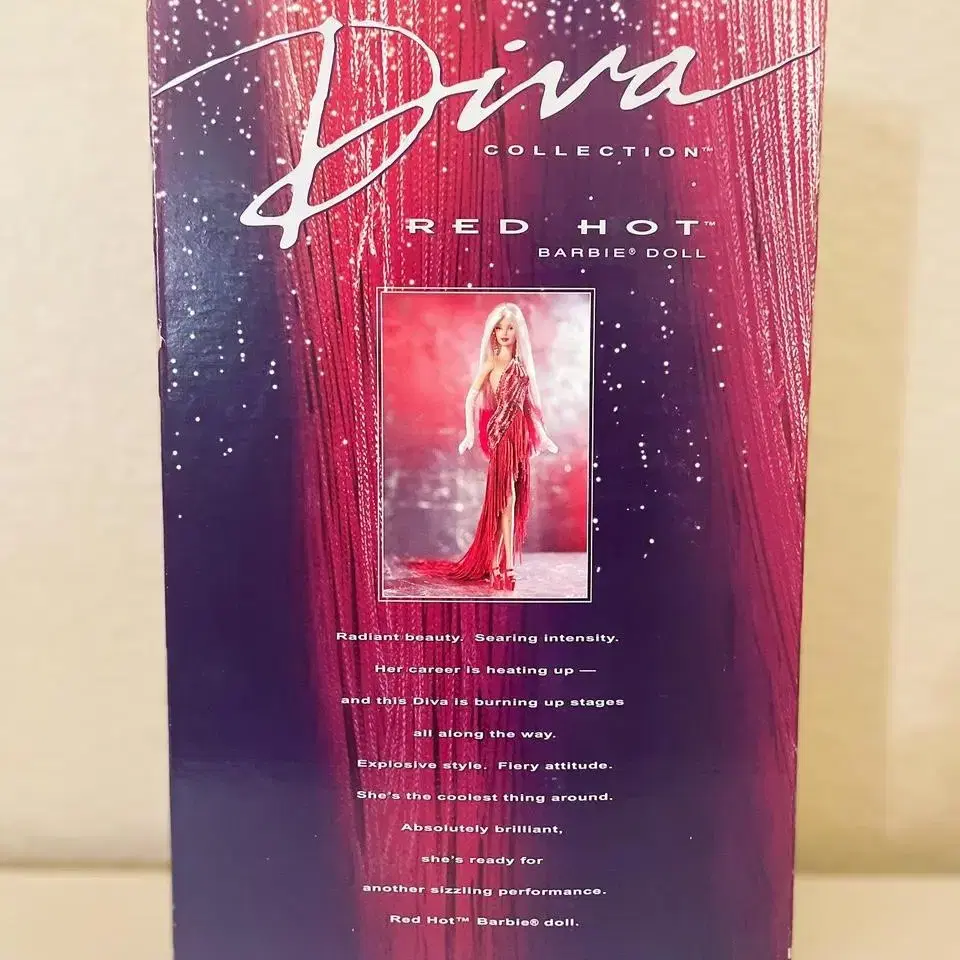 Diva
COLLECTION™
RED HOT™
BARBIE® DOLL
Radiant beauty. Searing intensity.
Her career is heating up —
and this Diva is burning up stages
all along the way.
Explosive style. Fiery attitude.
She's the coolest thing around.
Absolutely brilliant,
she's ready for
another sizzling performance.
Red Hot™ Barbie® doll.